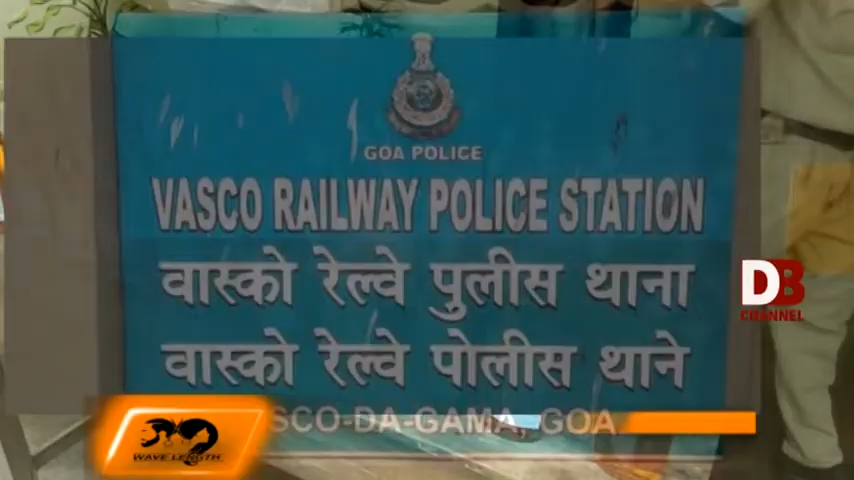 GOA POLICE
VASCO RAILWAY POLICE STATION
वास्को रेल्वे पुलीस थाना
वास्को रेल्वे पोलीस थाने
SCO-DA-GAMA, GOA
DB
CHANNEL
WAVE LENGTH